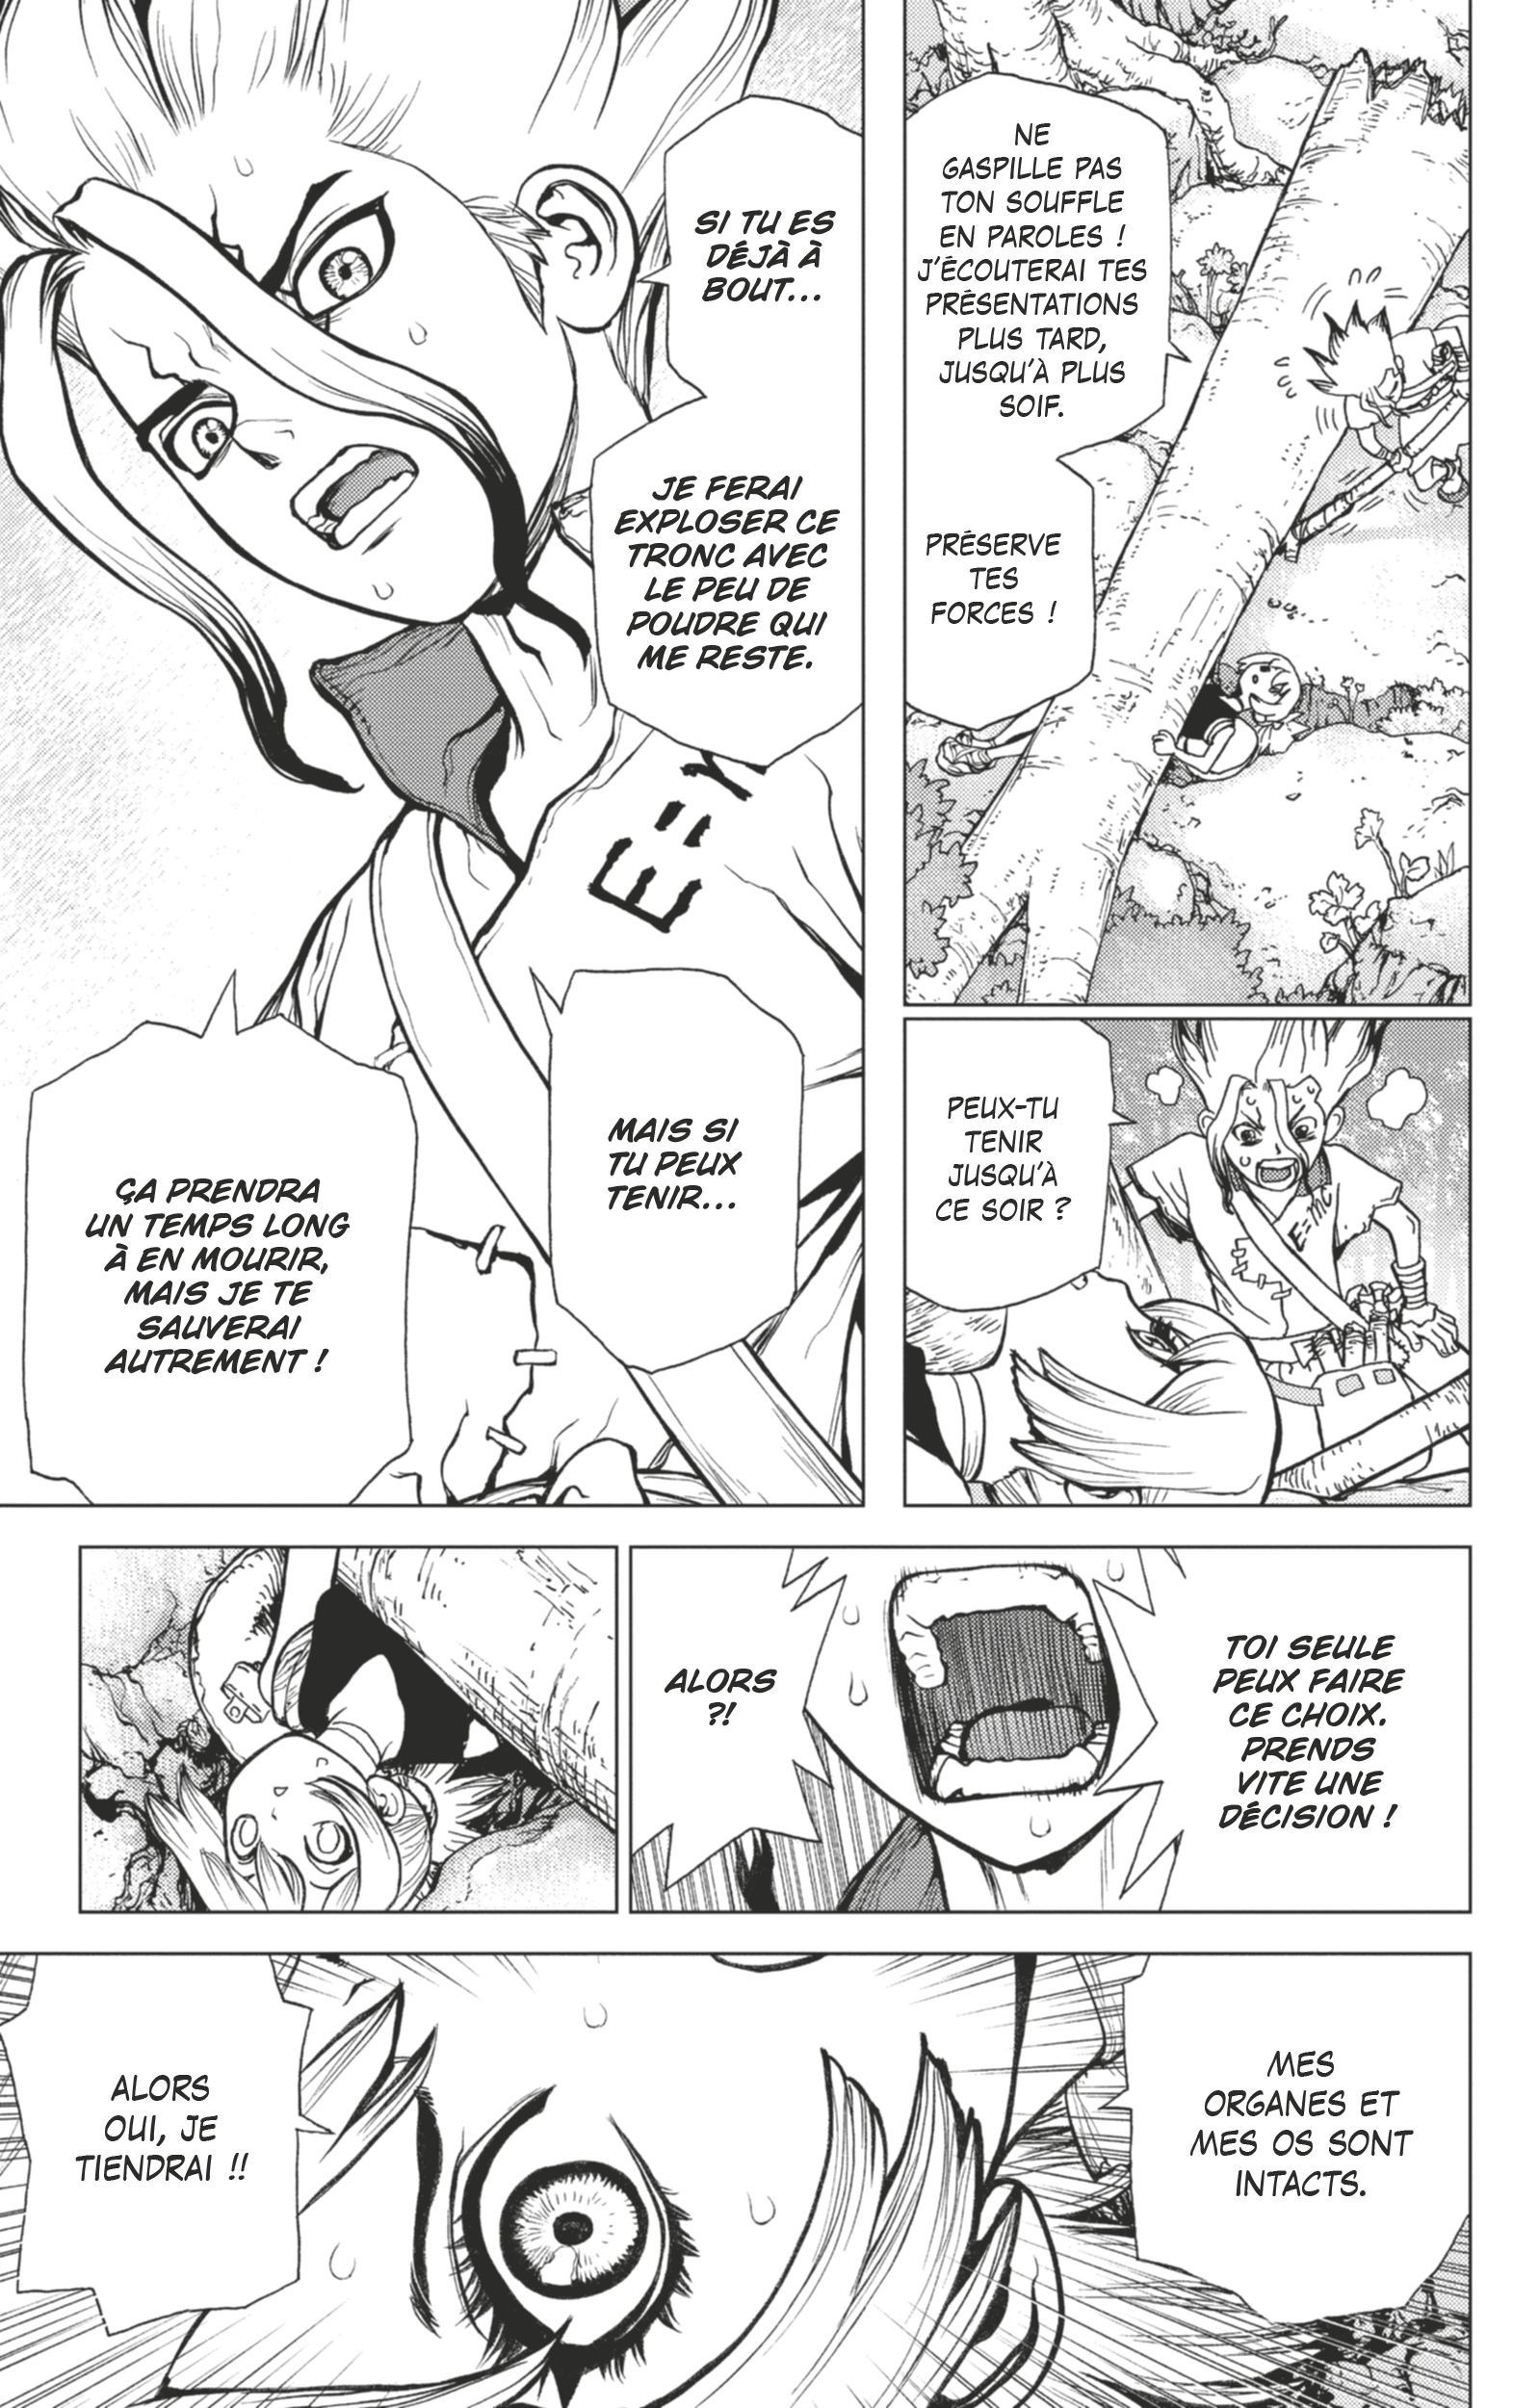 NE
GASPILLE PAS
TON SOUFFLE
EN PAROLES !
J'ÉCOUTERAI TES
PRÉSENTATIONS
PLUS TARD,
JUSQU'À PLUS
SOIF.
PRÉSERVE
TES
FORCES !
PEUX-TU
TENIR
JUSQU'À
CE SOIR ?
SI TU ES
DÉJÀ À
BOUT...
JE FERAI
EXPLOSER CE
TRONC AVEC
LE PEU DE
POUDRE QUI
ME RESTE.
MAIS SI
TU PEUX
TENIR...
ÇA PRENDRA
UN TEMPS LONG
À EN MOURIR,
MAIS JE TE
SAUVERAI
AUTREMENT !
TOI SEULE
PEUX FAIRE
CE CHOIX.
PRENDS
VITE UNE
DÉCISION !
ALORS
?!
MES
ORGANES ET
MES OS SONT
INTACTS.
ALORS
OUI, JE
TIENDRAI !!